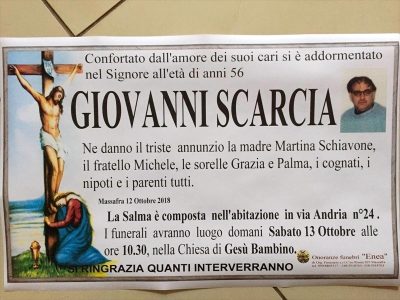 Confortato dall'amore dei suoi cari si è addormentato
nel Signore all'età di anni 56
GIOVANNI SCARCIA
Ne danno il triste annunzio la madre Martina Schiavone,
il fratello Michele, le sorelle Grazia e Palma, i cognati, i
nipoti e i parenti tutti.
Massafra 12 Ottobre 2018
La Salma è composta nell'abitazione in via Andria n°24 .
I funerali avranno luogo domani Sabato 13 Ottobre alle
ore 10.30, nella Chiesa di Gesù Bambino.
Onoranze funebri "Enea"
SI RINGRAZIA QUANTI INTERVERRANNO